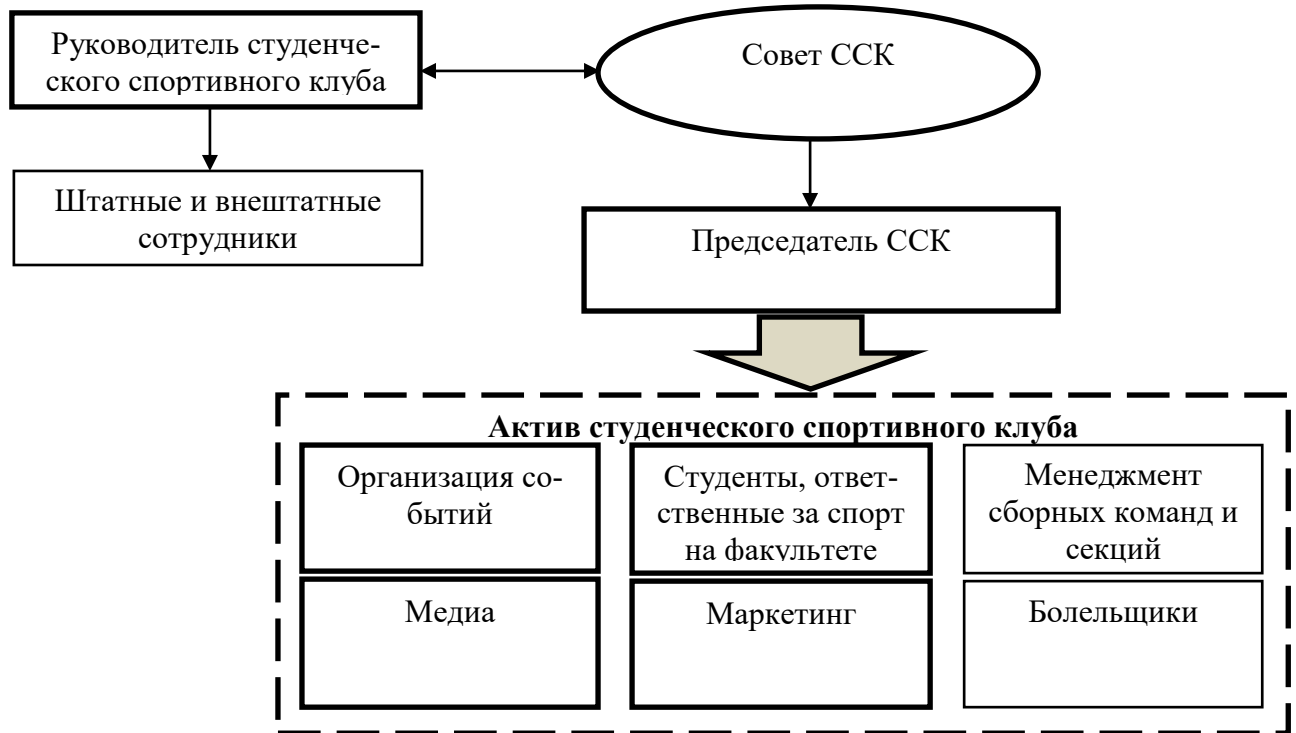 Руководитель студенче-
ского спортивного клуба
Совет ССК
Штатные и внештатные
сотрудники
Председатель ССК
Актив студенческого спортивного клуба
Организация со-
бытий
Студенты, ответ-
ственные за спорт
на факультете
Менеджмент
сборных команд и
секций
Медиа
Маркетинг
Болельщики